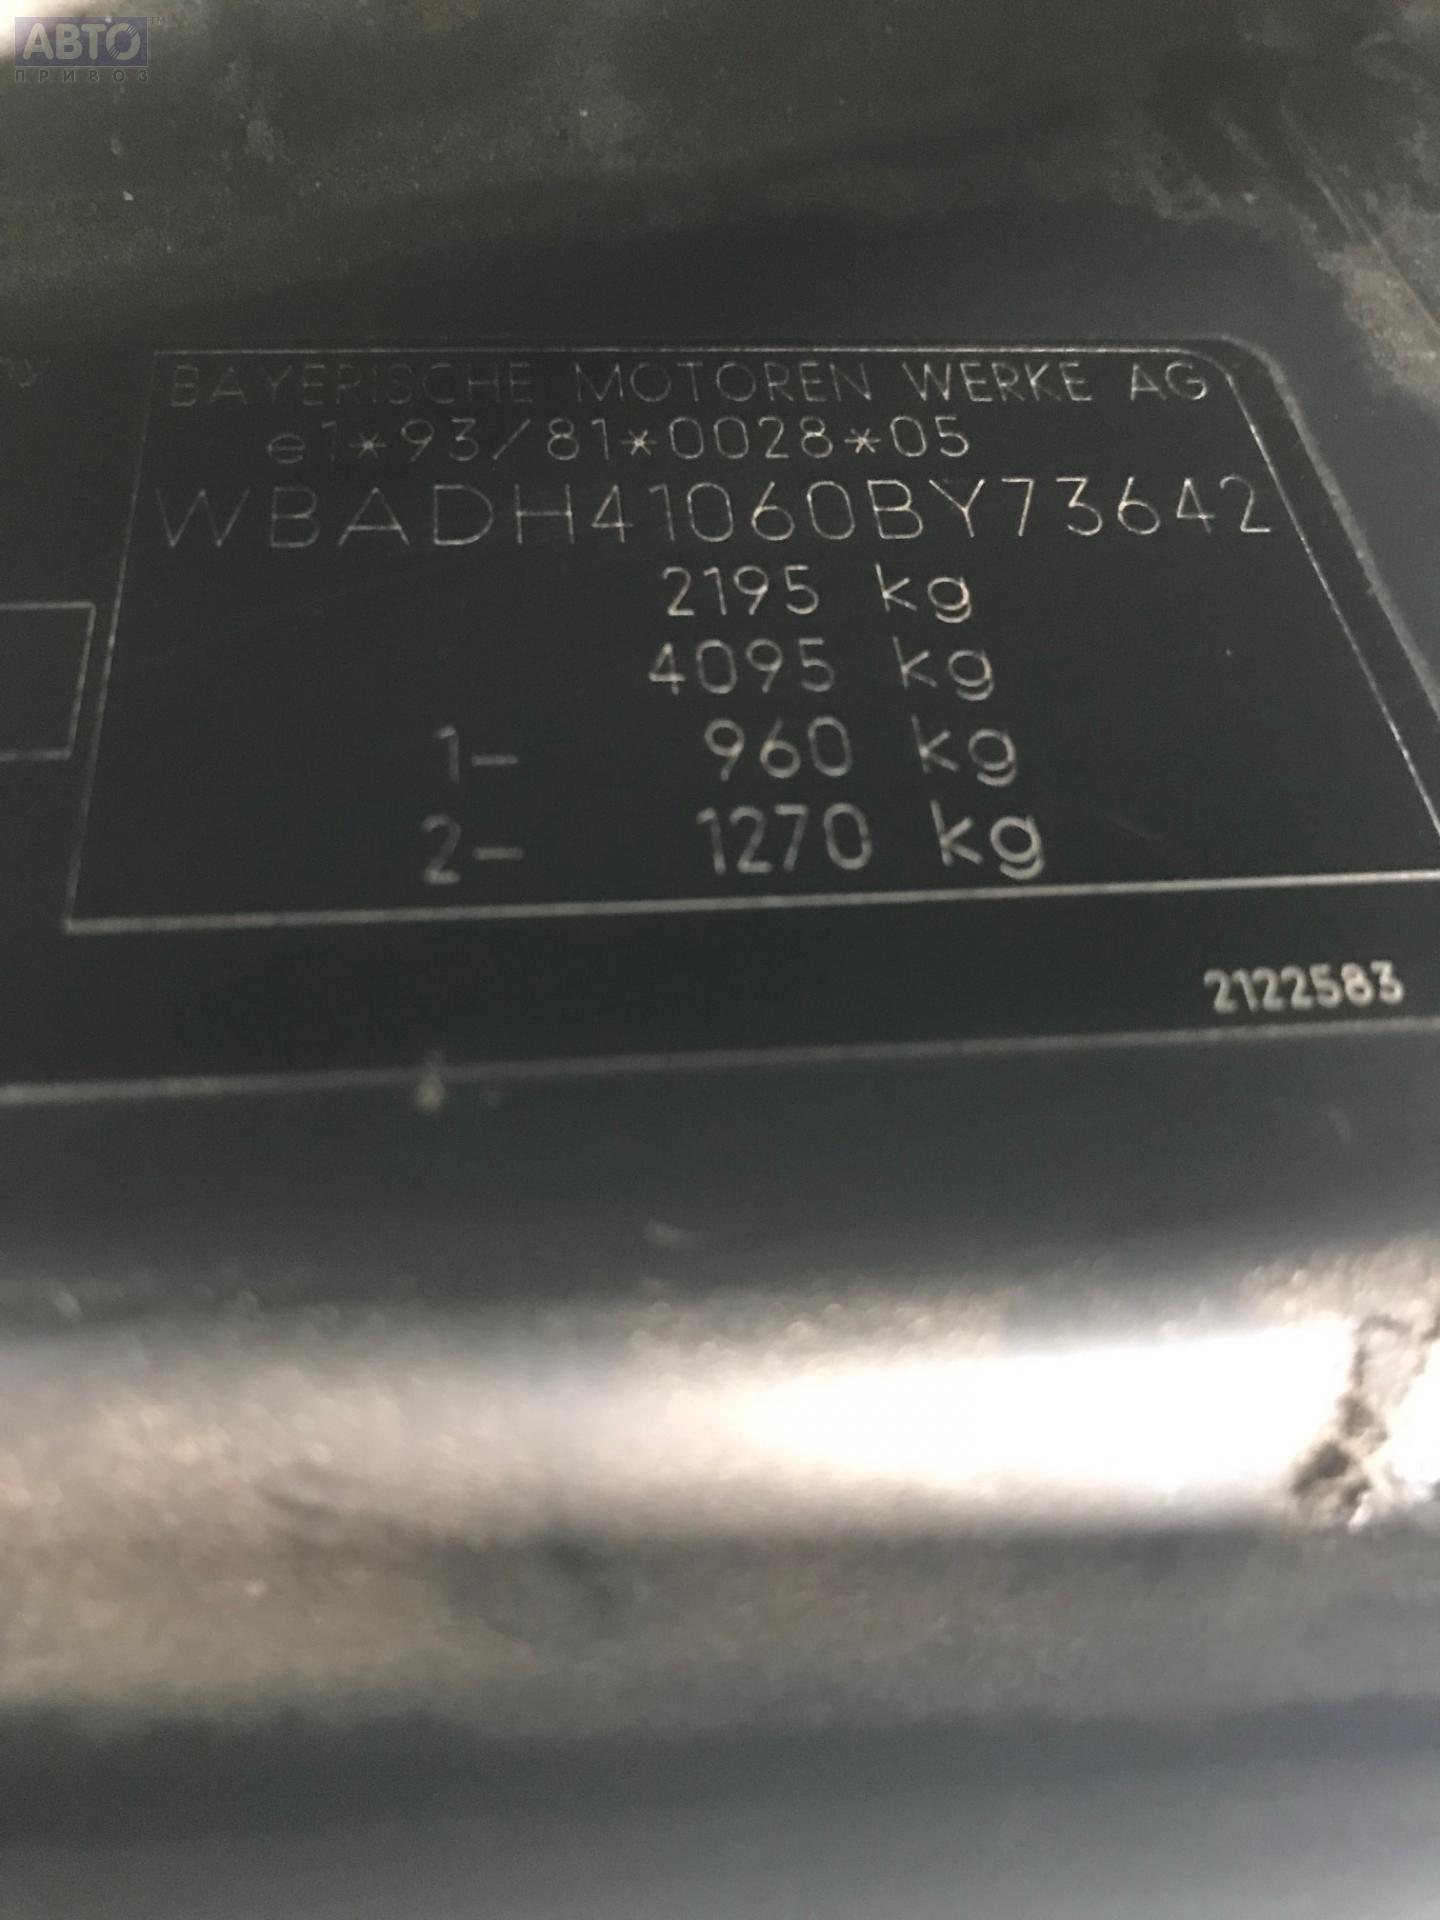 АВТО
ПРИВОЗ
BAYERISCHE MOTOREN WERKE AG
e1*93/81*0028*05
WBADH41060BY73642
2195 kg
4095 kg
1- 960 kg
2- 1270 kg
2122583